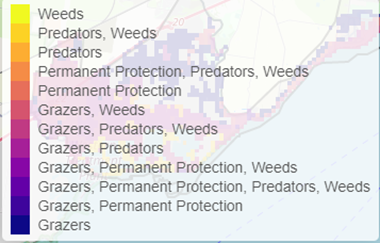 Weeds
Predators, Weeds
Predators
Permanent Protection, Predators, Weeds
Permanent Protection
Grazers, Weeds
Grazers, Predators, Weeds
Grazers, Predators
Grazers, Permanent Protection, Weeds
Grazers, Permanent Protection, Predators, Weeds
Grazers, Permanent Protection
Grazers